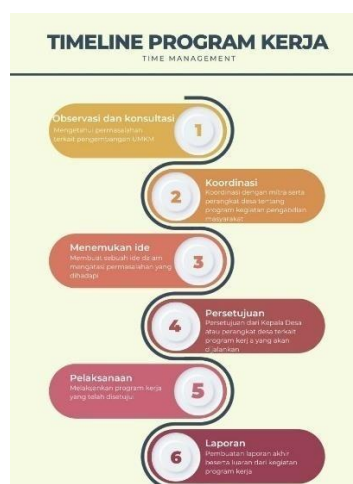 TIMELINE PROGRAM KERJA
TIME MANAGEMENT
Observasi dan konsultasi
Mengetahui permasalahan
terkait pengembangan UMKM
1
2
Koordinasi
Koordinasi dengan mitra serta
perangkat desa tentang
program kegiatan pengabdian
masyarakat
Menemukan ide
Membuat sebuah ide dalam
mengatasi permasalahan yang
dihadapi
3
4
Persetujuan
Persetujuan dari Kepala Desa
atau perangkat desa terkait
program kerja yang akan
dijalankan
Pelaksanaan
Melaksanakan program kerja
yang telah disetujui
5
6
Laporan
Pembuatan laporan akhir
beserta luaran dari kegiatan
program kerja